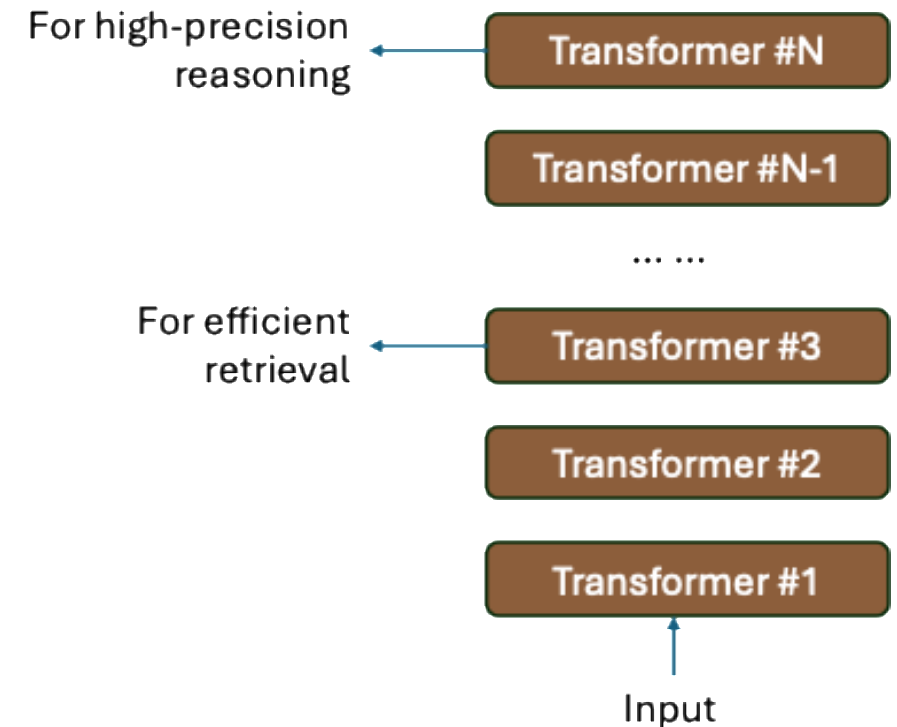 For high-precision
reasoning
Transformer #N
Transformer #N-1
... ...
For efficient
retrieval
Transformer #3
Transformer #2
Transformer #1
Input